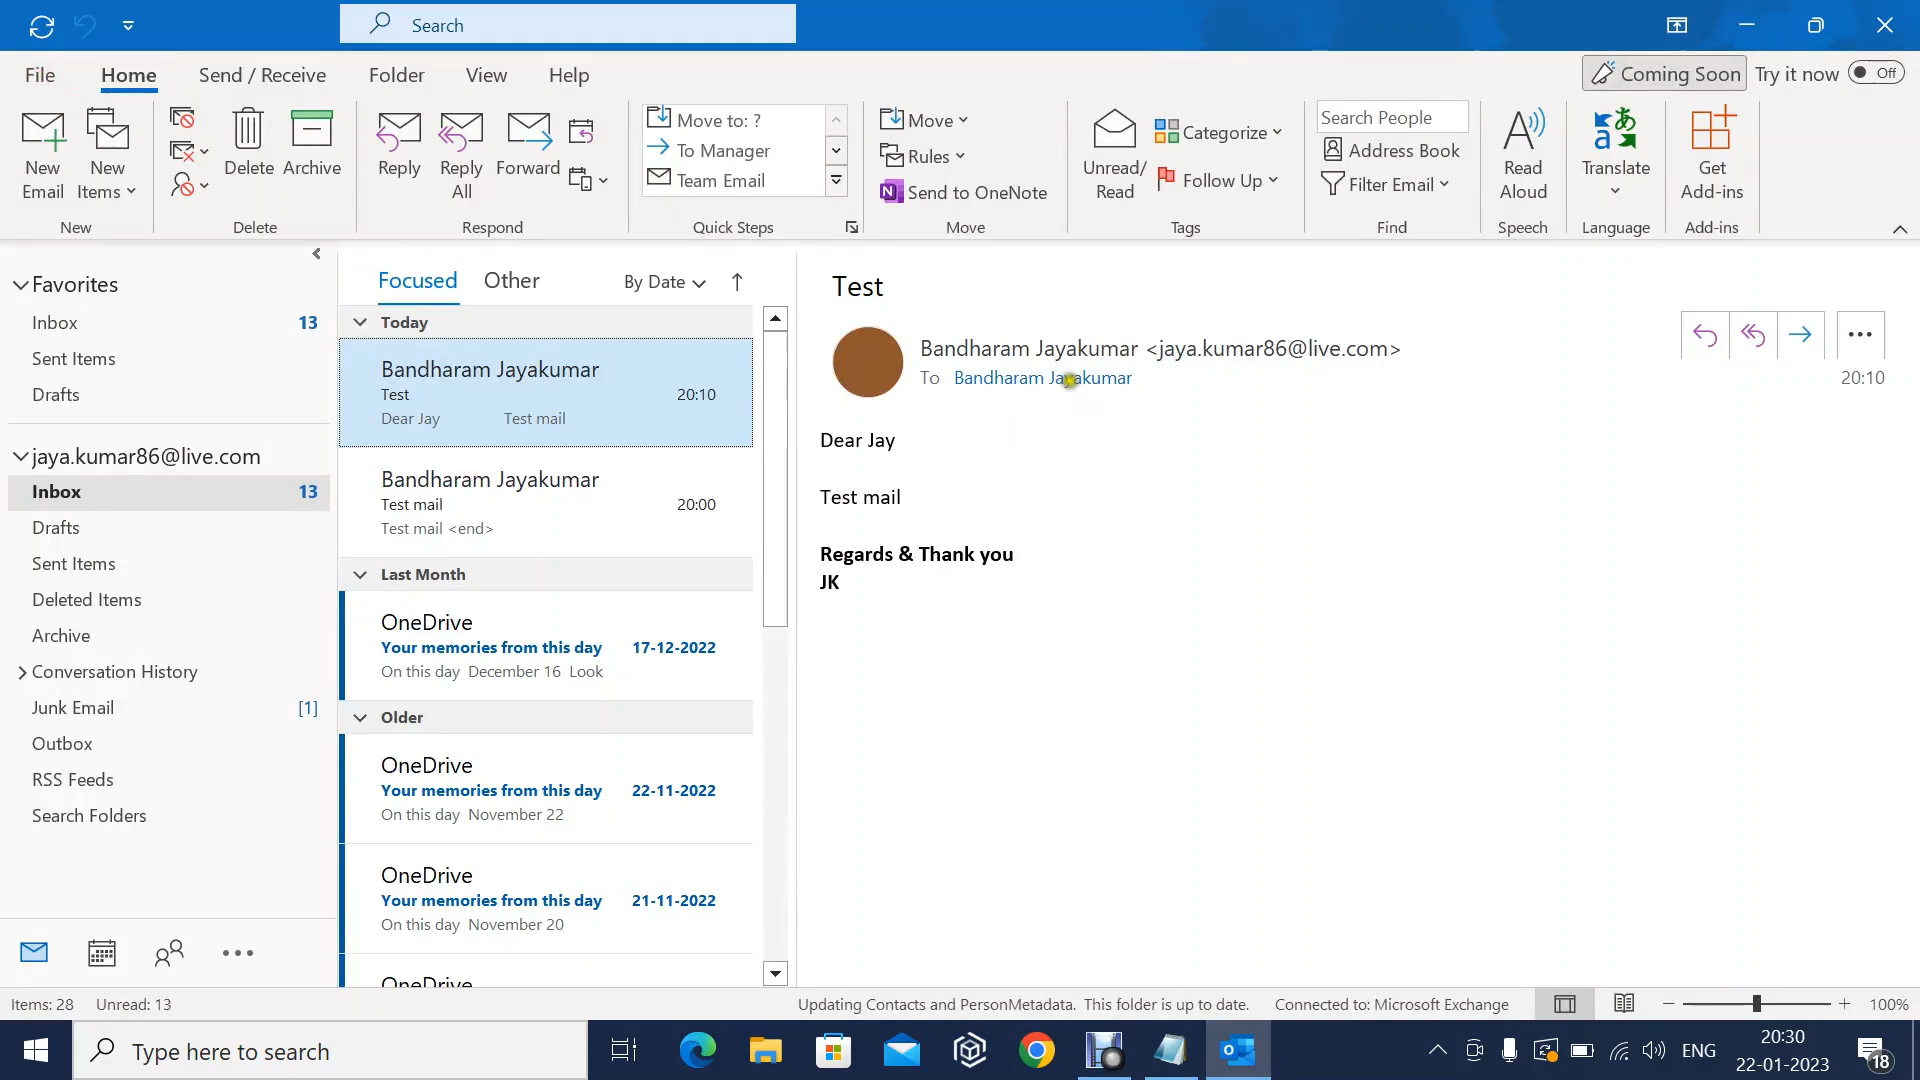 Search
File
Home
Send / Receive
Folder
View
Help
Coming Soon
Try it now
Off
New Email
New Items
New
Delete
Archive
Delete
Reply
Reply All
Forward
Respond
Move to: ?
To Manager
Team Email
Quick Steps
Move
Rules
Send to OneNote
Move
Unread/ Read
Categorize
Follow Up
Tags
Search People
Address Book
Filter Email
Find
Read Aloud
Speech
Translate
Language
Get Add-ins
Add-ins
Favorites
Inbox 13
Sent Items
Drafts
jaya.kumar86@live.com
Inbox 13
Drafts
Sent Items
Deleted Items
Archive
Conversation History
Junk Email [1]
Outbox
RSS Feeds
Search Folders
Focused
Other
By Date
Today
Bandharam Jayakumar
Test 20:10
Dear Jay Test mail
Bandharam Jayakumar
Test mail 20:00
Test mail <end>
Last Month
OneDrive
Your memories from this day 17-12-2022
On this day December 16 Look
Older
OneDrive
Your memories from this day 22-11-2022
On this day November 22
OneDrive
Your memories from this day 21-11-2022
On this day November 20
OneDrive
Test
Bandharam Jayakumar <jaya.kumar86@live.com>
To Bandharam Jayakumar
20:10
Dear Jay
Test mail
Regards & Thank you
JK
Items: 28 Unread: 13
Updating Contacts and PersonMetadata. This folder is up to date. Connected to: Microsoft Exchange
100%
Type here to search
ENG
20:30
22-01-2023
18